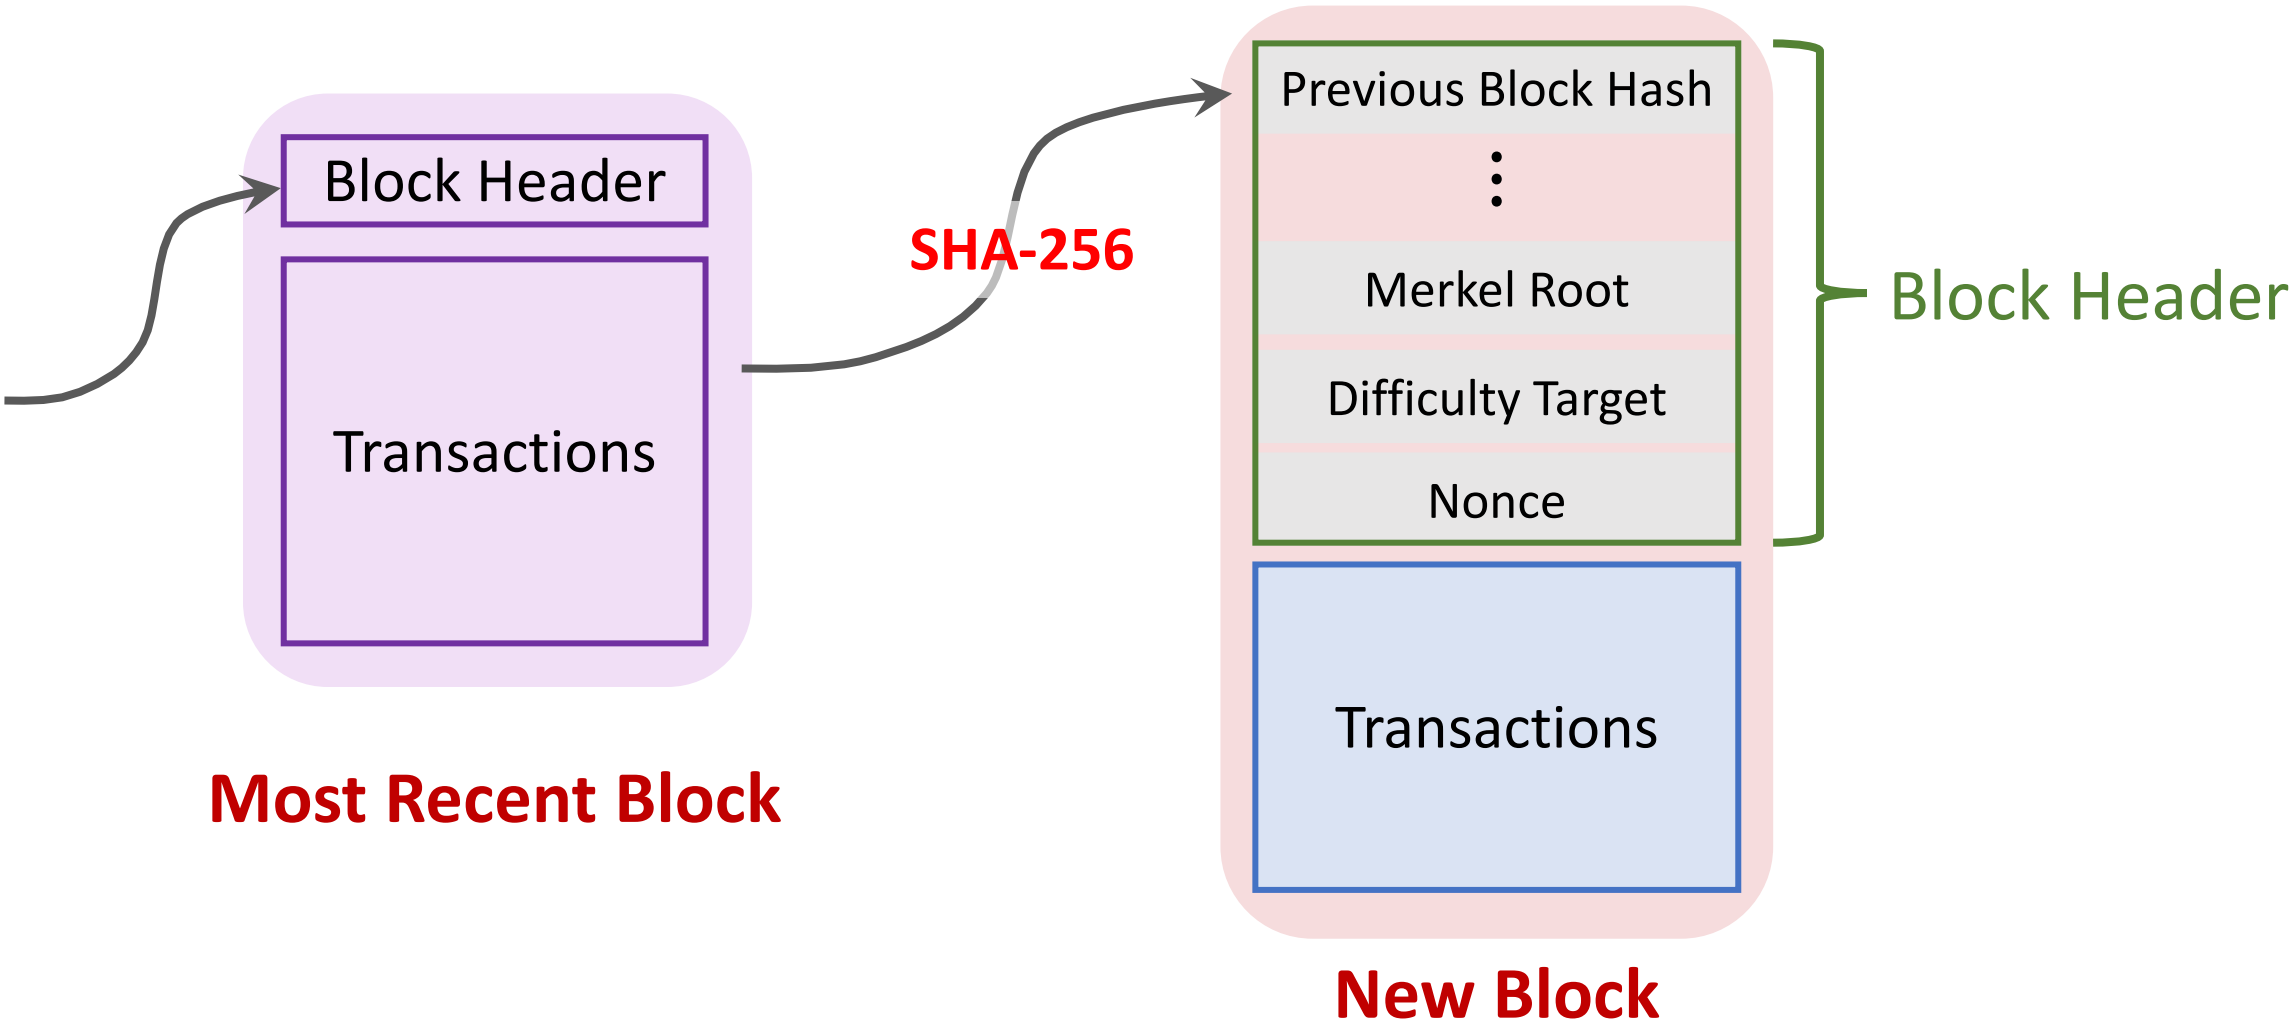 Block Header
Transactions
Most Recent Block
SHA-256
Previous Block Hash
Merkel Root
Difficulty Target
Nonce
Transactions
New Block
Block Header